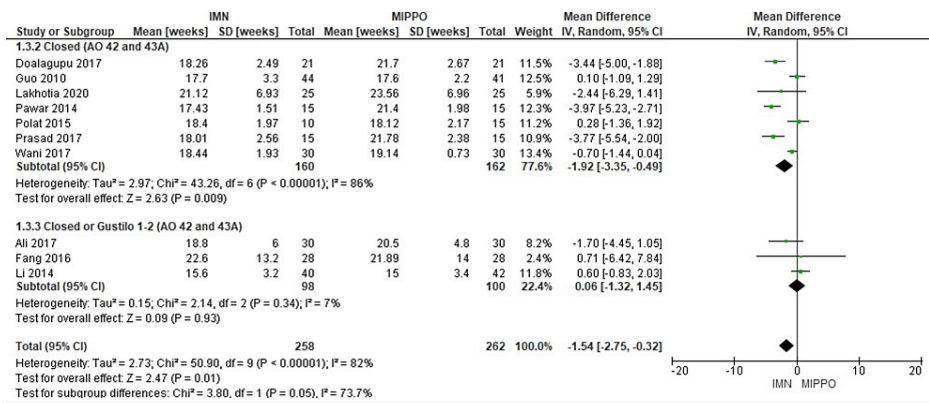 IMN MIPPO Mean Difference Mean Difference
Study or Subgroup Mean [weeks] SD [weeks] Total Mean [weeks] SD [weeks] Total Weight IV, Random, 95% CI IV, Random, 95% CI
1.3.2 Closed (AO 42 and 43A)
Doalagupu 2017 18.26 2.49 21 21.7 2.67 21 11.5% -3.44 [-5.00, -1.88]
Guo 2010 17.7 3.3 44 17.6 2.2 41 12.5% 0.10 [-1.09, 1.29]
Lakhotia 2020 21.12 6.93 25 23.56 6.96 25 5.9% -2.44 [-6.29, 1.41]
Pawar 2014 17.43 1.51 15 21.4 1.98 15 12.3% -3.97 [-5.23, -2.71]
Polat 2015 18.4 1.97 10 18.12 2.17 15 11.2% 0.28 [-1.36, 1.92]
Prasad 2017 18.01 2.56 15 21.78 2.38 15 10.9% -3.77 [-5.54, -2.00]
Wani 2017 18.44 1.93 30 19.14 0.73 30 13.4% -0.70 [-1.44, 0.04]
Subtotal (95% CI) 160 162 77.6% -1.92 [-3.35, -0.49]
Heterogeneity: Tau² = 2.97; Chi² = 43.26, df = 6 (P < 0.00001); I² = 86%
Test for overall effect: Z = 2.63 (P = 0.009)
1.3.3 Closed or Gustilo 1-2 (AO 42 and 43A)
Ali 2017 18.8 6 30 20.5 4.8 30 8.2% -1.70 [-4.45, 1.05]
Fang 2016 22.6 13.2 28 21.89 14 28 2.4% 0.71 [-6.42, 7.84]
Li 2014 15.6 3.2 40 15 3.4 42 11.8% 0.60 [-0.83, 2.03]
Subtotal (95% CI) 98 100 22.4% 0.06 [-1.32, 1.45]
Heterogeneity: Tau² = 0.15; Chi² = 2.14, df = 2 (P = 0.34); I² = 7%
Test for overall effect: Z = 0.09 (P = 0.93)
Total (95% CI) 258 262 100.0% -1.54 [-2.75, -0.32]
Heterogeneity: Tau² = 2.73; Chi² = 50.90, df = 9 (P < 0.00001); I² = 82%
Test for overall effect: Z = 2.47 (P = 0.01)
Test for subgroup differences: Chi² = 3.80, df = 1 (P = 0.05), I² = 73.7%
-20 -10 0 10 20
IMN MIPPO